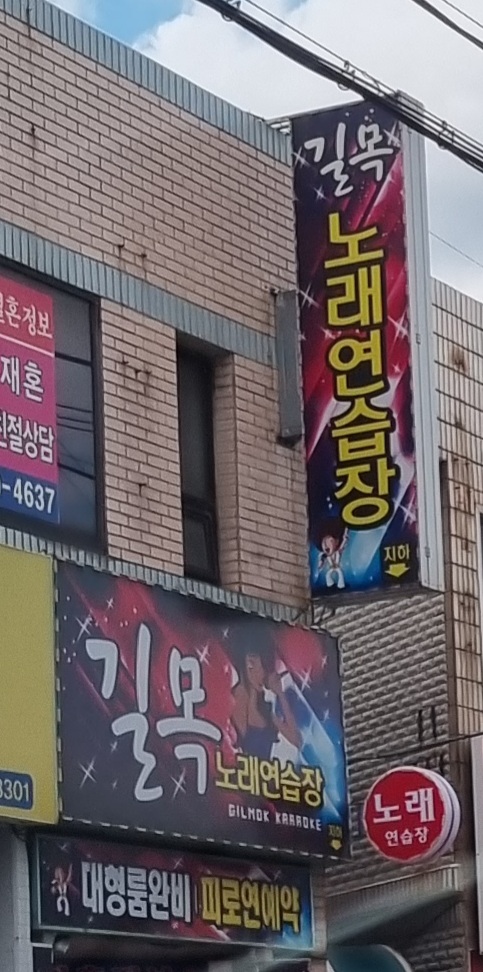 길목
노래연습장
지하
혼정보
재혼
절상담
-4637
길목
노래연습장
GILMOK KARAOKE
지하
3301
노래
연습장
대형룸완비 피로연예약